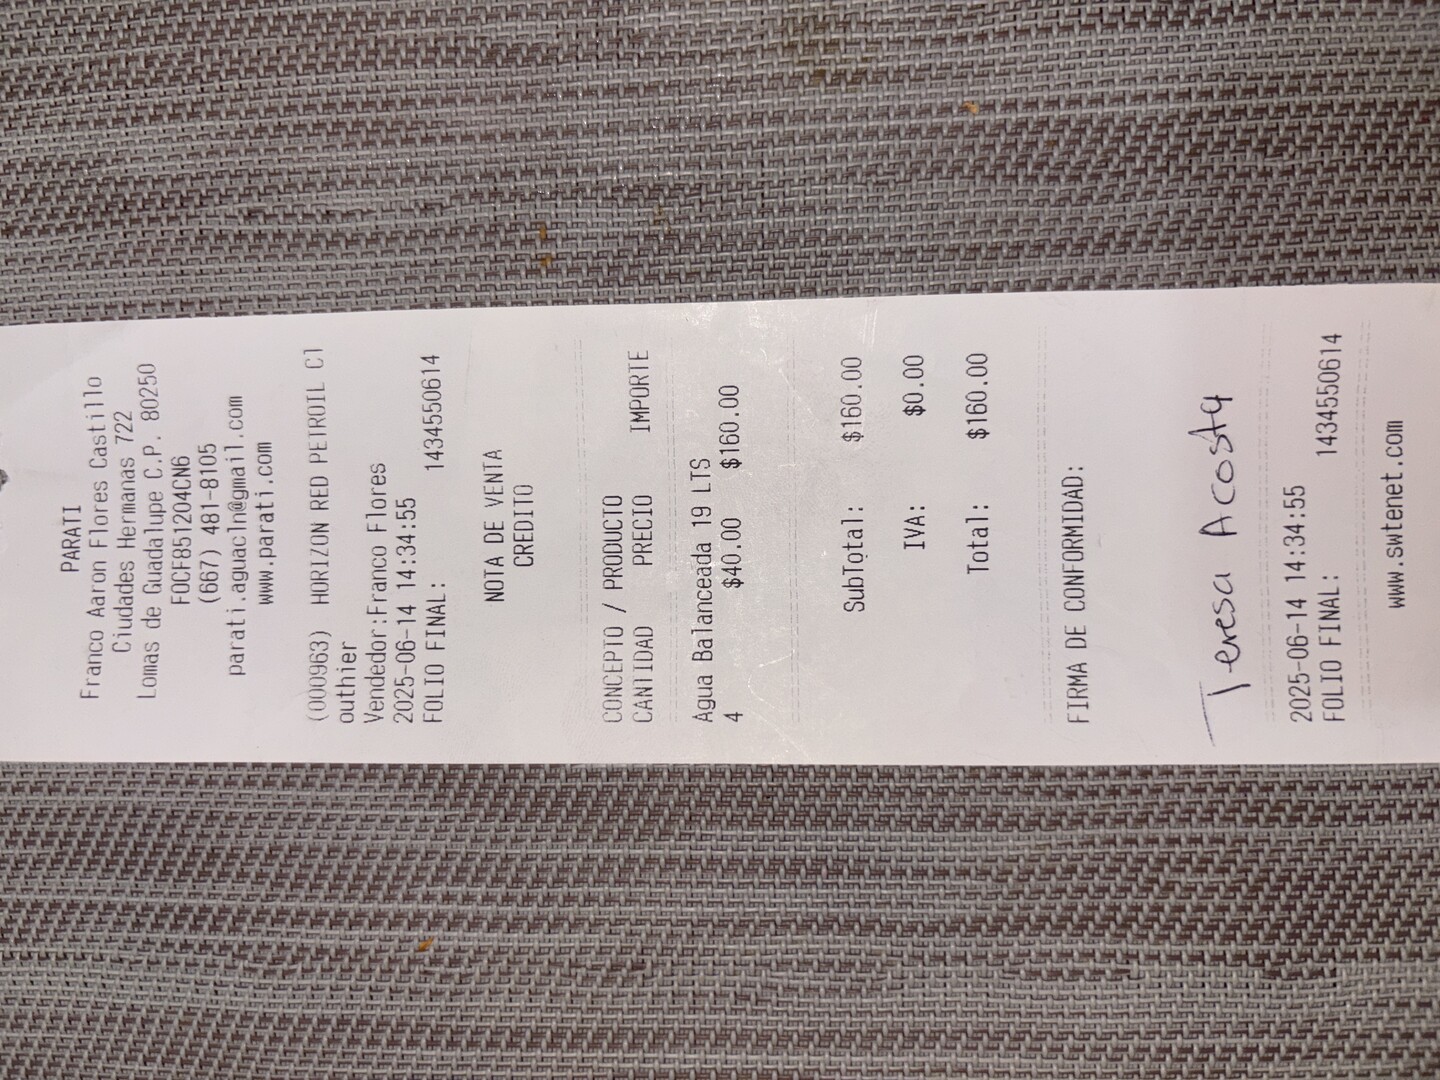 PARATI
Franco Aaron Flores Castillo
Ciudades Hermanas 722
Lomas de Guadalupe C.P. 80250
FOCF851204CN6
(667) 481-8105
parati.aguacln@gmail.com
www.parati.com
(000963) HORIZON RED PETROIL Cl
outhier
Vendedor:Franco Flores
2025-06-14 14:34:55
FOLIO FINAL: 1434550614
NOTA DE VENTA
CREDITO
CONCEPTO / PRODUCTO
CANTIDAD PRECIO IMPORTE
Agua Balanceada 19 LTS
4 $40.00 $160.00
SubTotal: $160.00
IVA: $0.00
Total: $160.00
FIRMA DE CONFORMIDAD:
Teresa Acosta
2025-06-14 14:34:55
FOLIO FINAL: 1434550614
www.swtenet.com